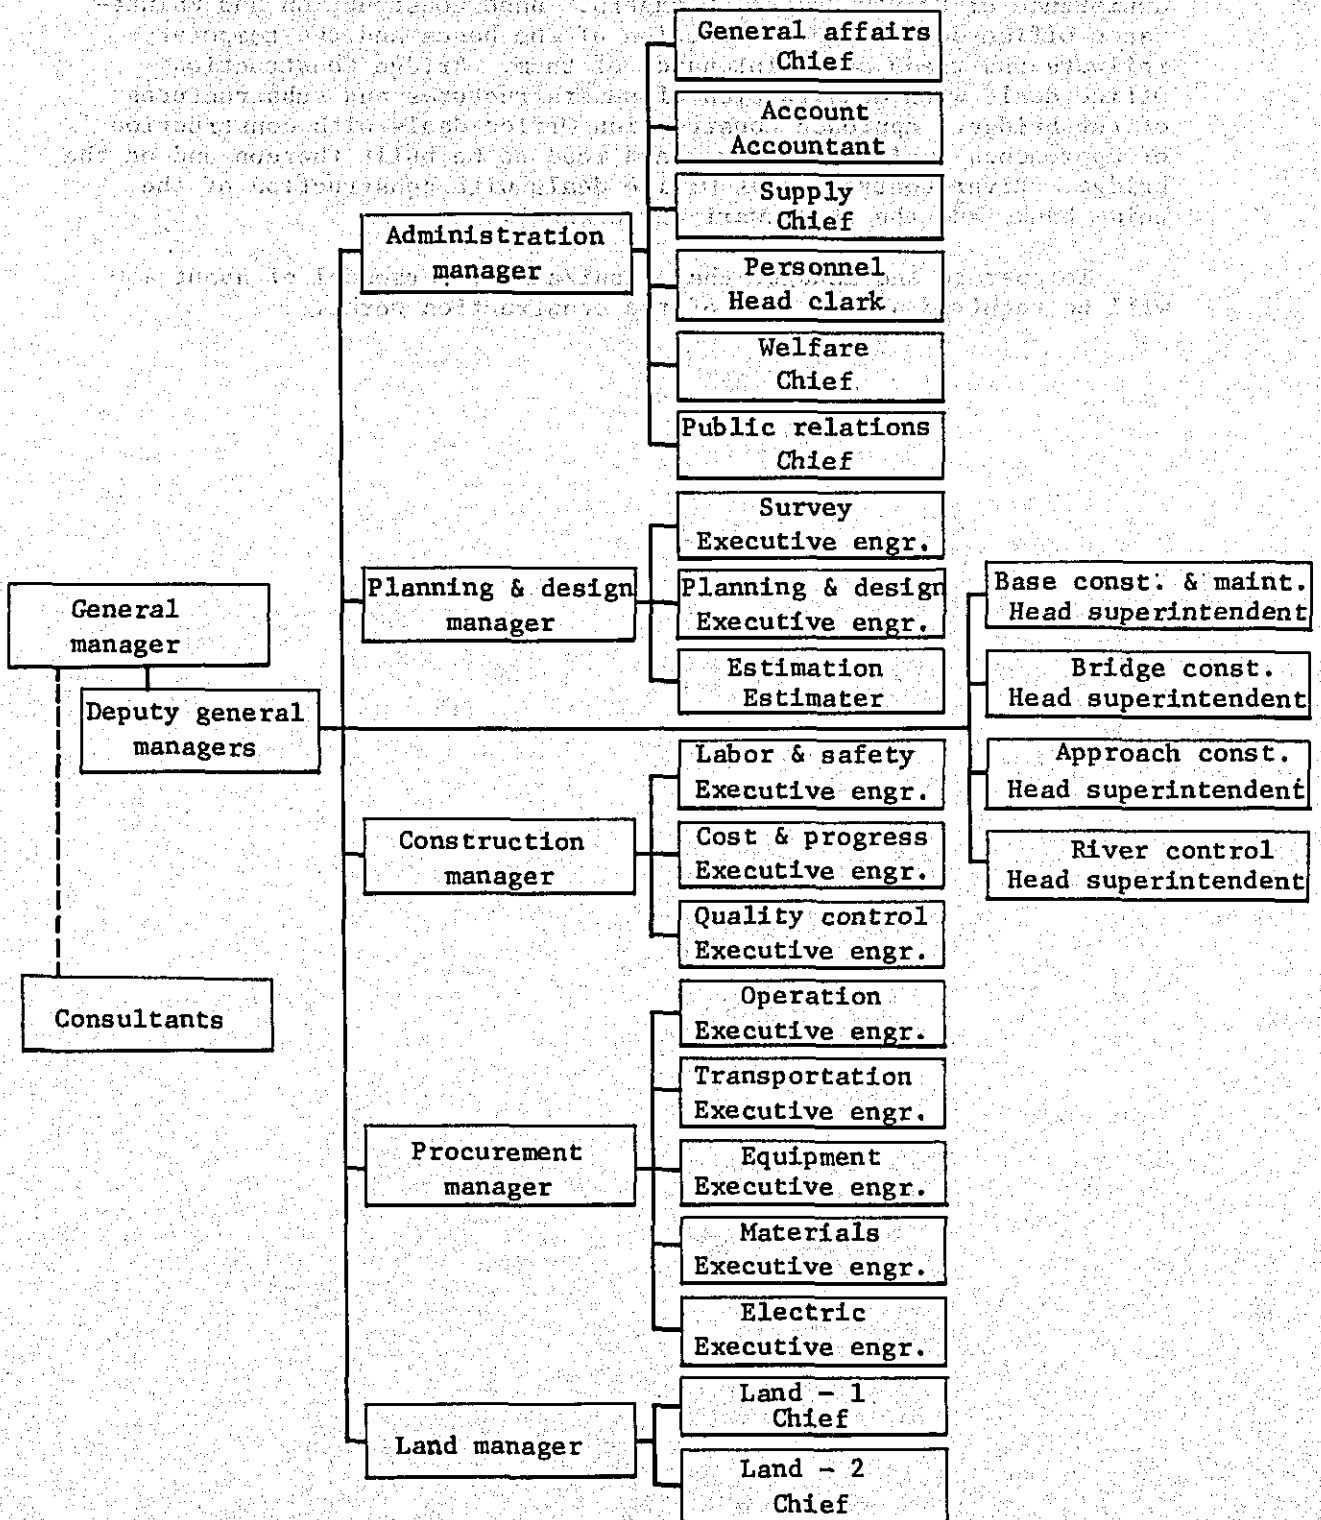 General affairs
Chief
Account
Accountant
Supply
Chief
Administration
manager
Personnel
Head clark
Welfare
Chief
Public relations
Chief
Survey
Executive engr.
Planning & design
manager
Planning & design
Executive engr.
Estimation
Estimater
General
manager
Deputy general
managers
Base const. & maint.
Head superintendent
Bridge const.
Head superintendent
Approach const.
Head superintendent
River control
Head superintendent
Labor & safety
Executive engr.
Construction
manager
Cost & progress
Executive engr.
Quality control
Executive engr.
Consultants
Operation
Executive engr.
Transportation
Executive engr.
Procurement
manager
Equipment
Executive engr.
Materials
Executive engr.
Electric
Executive engr.
Land manager
Land - 1
Chief
Land - 2
Chief